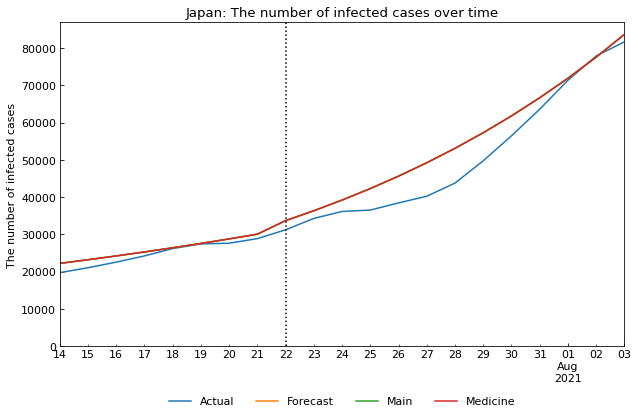 Japan: The number of infected cases over time
The number of infected cases
80000
70000
60000
50000
40000
30000
20000
10000
0
14 15 16 17 18 19 20 21 22 23 24 25 26 27 28 29 30 31 01 02 03
Aug
2021
Actual Forecast Main Medicine